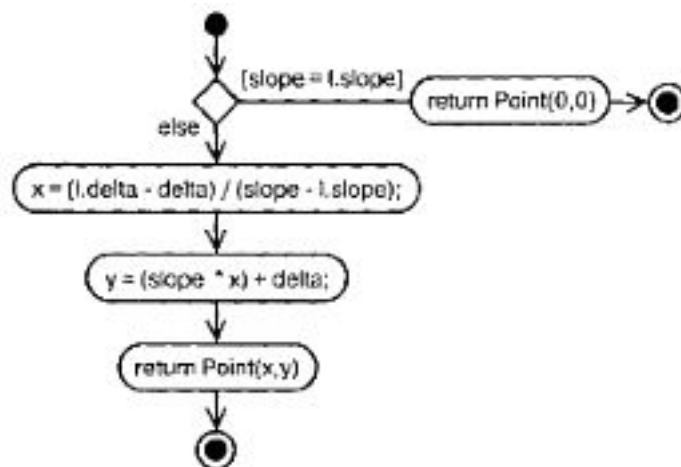 [slope = l.slope]
return Point(0,0)
else
x = (l.delta - delta) / (slope - l.slope);
y = (slope * x) + delta;
return Point(x,y)